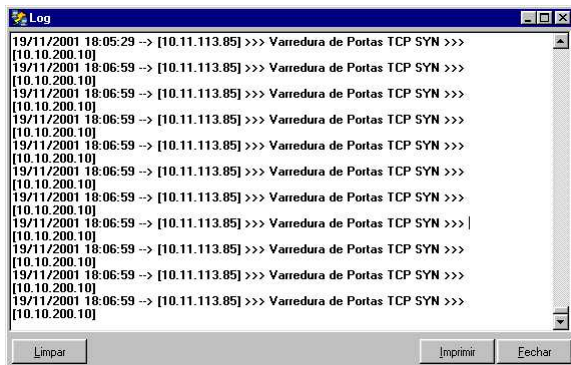 Log
19/11/2001 18:05:29 --> [10.11.113.85] >>> Varredura de Portas TCP SYN >>>
[10.10.200.10]
19/11/2001 18:06:59 --> [10.11.113.85] >>> Varredura de Portas TCP SYN >>>
[10.10.200.10]
19/11/2001 18:06:59 --> [10.11.113.85] >>> Varredura de Portas TCP SYN >>>
[10.10.200.10]
19/11/2001 18:06:59 --> [10.11.113.85] >>> Varredura de Portas TCP SYN >>>
[10.10.200.10]
19/11/2001 18:06:59 --> [10.11.113.85] >>> Varredura de Portas TCP SYN >>>
[10.10.200.10]
19/11/2001 18:06:59 --> [10.11.113.85] >>> Varredura de Portas TCP SYN >>>
[10.10.200.10]
19/11/2001 18:06:59 --> [10.11.113.85] >>> Varredura de Portas TCP SYN >>>
[10.10.200.10]
19/11/2001 18:06:59 --> [10.11.113.85] >>> Varredura de Portas TCP SYN >>>
[10.10.200.10]
19/11/2001 18:06:59 --> [10.11.113.85] >>> Varredura de Portas TCP SYN >>>
[10.10.200.10]
19/11/2001 18:06:59 --> [10.11.113.85] >>> Varredura de Portas TCP SYN >>>
[10.10.200.10]
19/11/2001 18:06:59 --> [10.11.113.85] >>> Varredura de Portas TCP SYN >>>
[10.10.200.10]
Limpar Imprimir Fechar